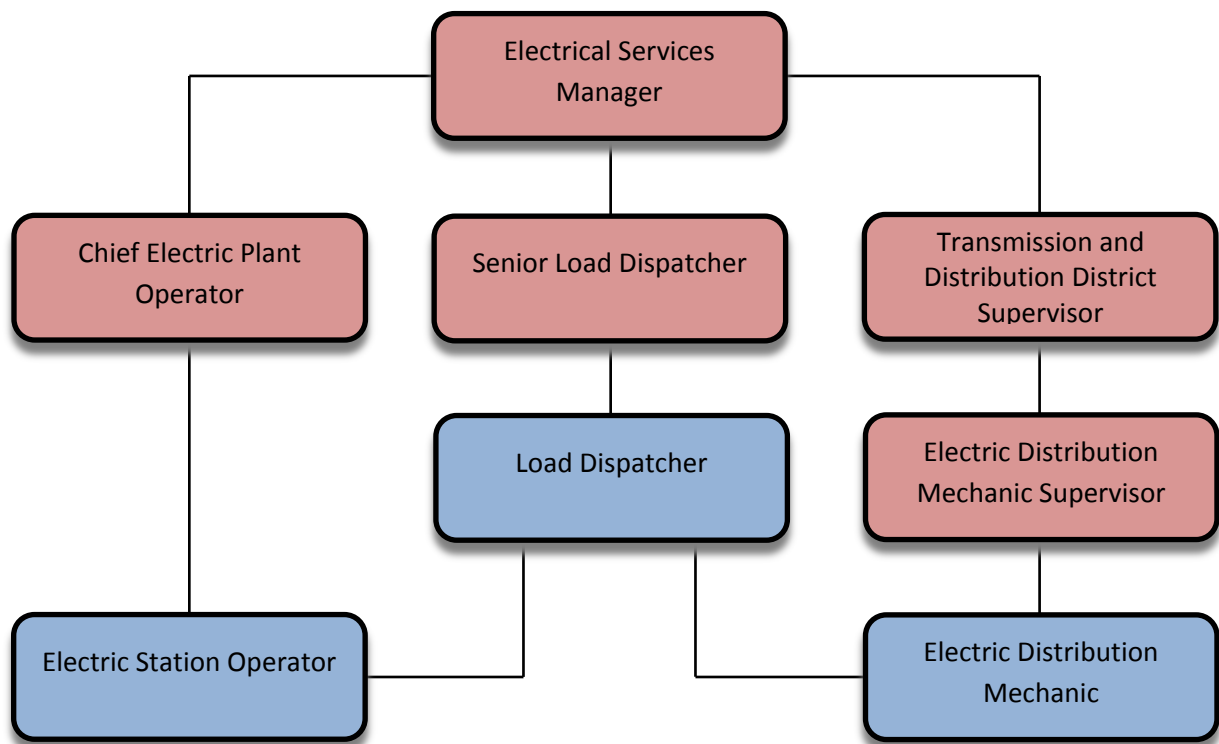 Electrical Services
Manager
Chief Electric Plant
Operator
Senior Load Dispatcher
Transmission and
Distribution District
Supervisor
Load Dispatcher
Electric Distribution
Mechanic Supervisor
Electric Station Operator
Electric Distribution
Mechanic